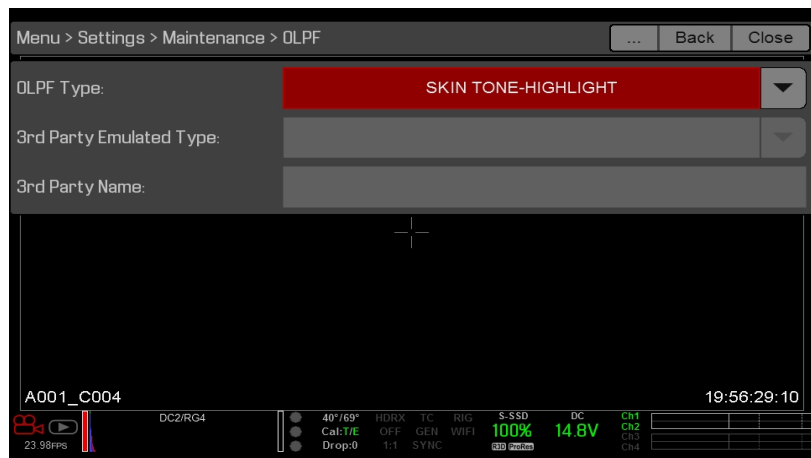 Menu > Settings > Maintenance > OLPF ... Back Close
OLPF Type: SKIN TONE-HIGHLIGHT
3rd Party Emulated Type:
3rd Party Name:
A001_C004 19:56:29:10
DC2/RG4 40°/69° HDRX TC RIG S-SSD DC Ch1
Cal:T/E OFF GEN WIFI 100% 14.8V Ch2
23.98FPS Drop:0 1:1 SYNC R3D ProRes Ch3
Ch4